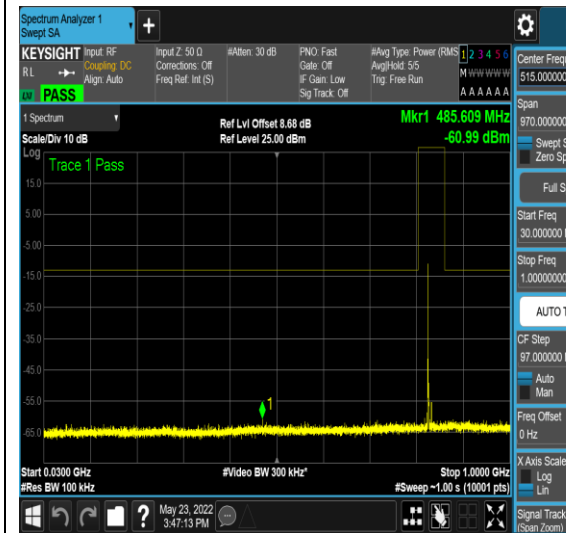 Spectrum Analyzer 1
Swept SA
KEYSIGHT
Input: RF
Coupling: DC
Align: Auto
Input Z: 50 Ω
Corrections: Off
Freq Ref: Int (S)
#Atten: 30 dB
PNO: Fast
Gate: Off
IF Gain: Low
Sig Track: Off
#Avg Type: Power (RMS
Avg|Hold: 5/5
Trig: Free Run
1 2 3 4 5 6
M W W W W W
A A A A A A
RL
PASS
1 Spectrum
Scale/Div 10 dB
Ref Lvl Offset 8.68 dB
Ref Level 25.00 dBm
Mkr1 485.609 MHz
-60.99 dBm
Log
Trace 1 Pass
15.0
5.00
-5.00
-15.0
-25.0
-35.0
-45.0
-55.0
-65.0
1
Start 0.0300 GHz
#Res BW 100 kHz
#Video BW 300 kHz*
Stop 1.0000 GHz
#Sweep ~1.00 s (10001 pts)
?
May 23, 2022
3:47:13 PM
Center Frequ
515.000000
Span
970.000000
Swept S
Zero Sp
Full S
Start Freq
30.000000
Stop Freq
1.00000000
AUTO T
CF Step
97.000000
Auto
Man
Freq Offset
0 Hz
X Axis Scale
Log
Lin
Signal Track
(Span Zoom)